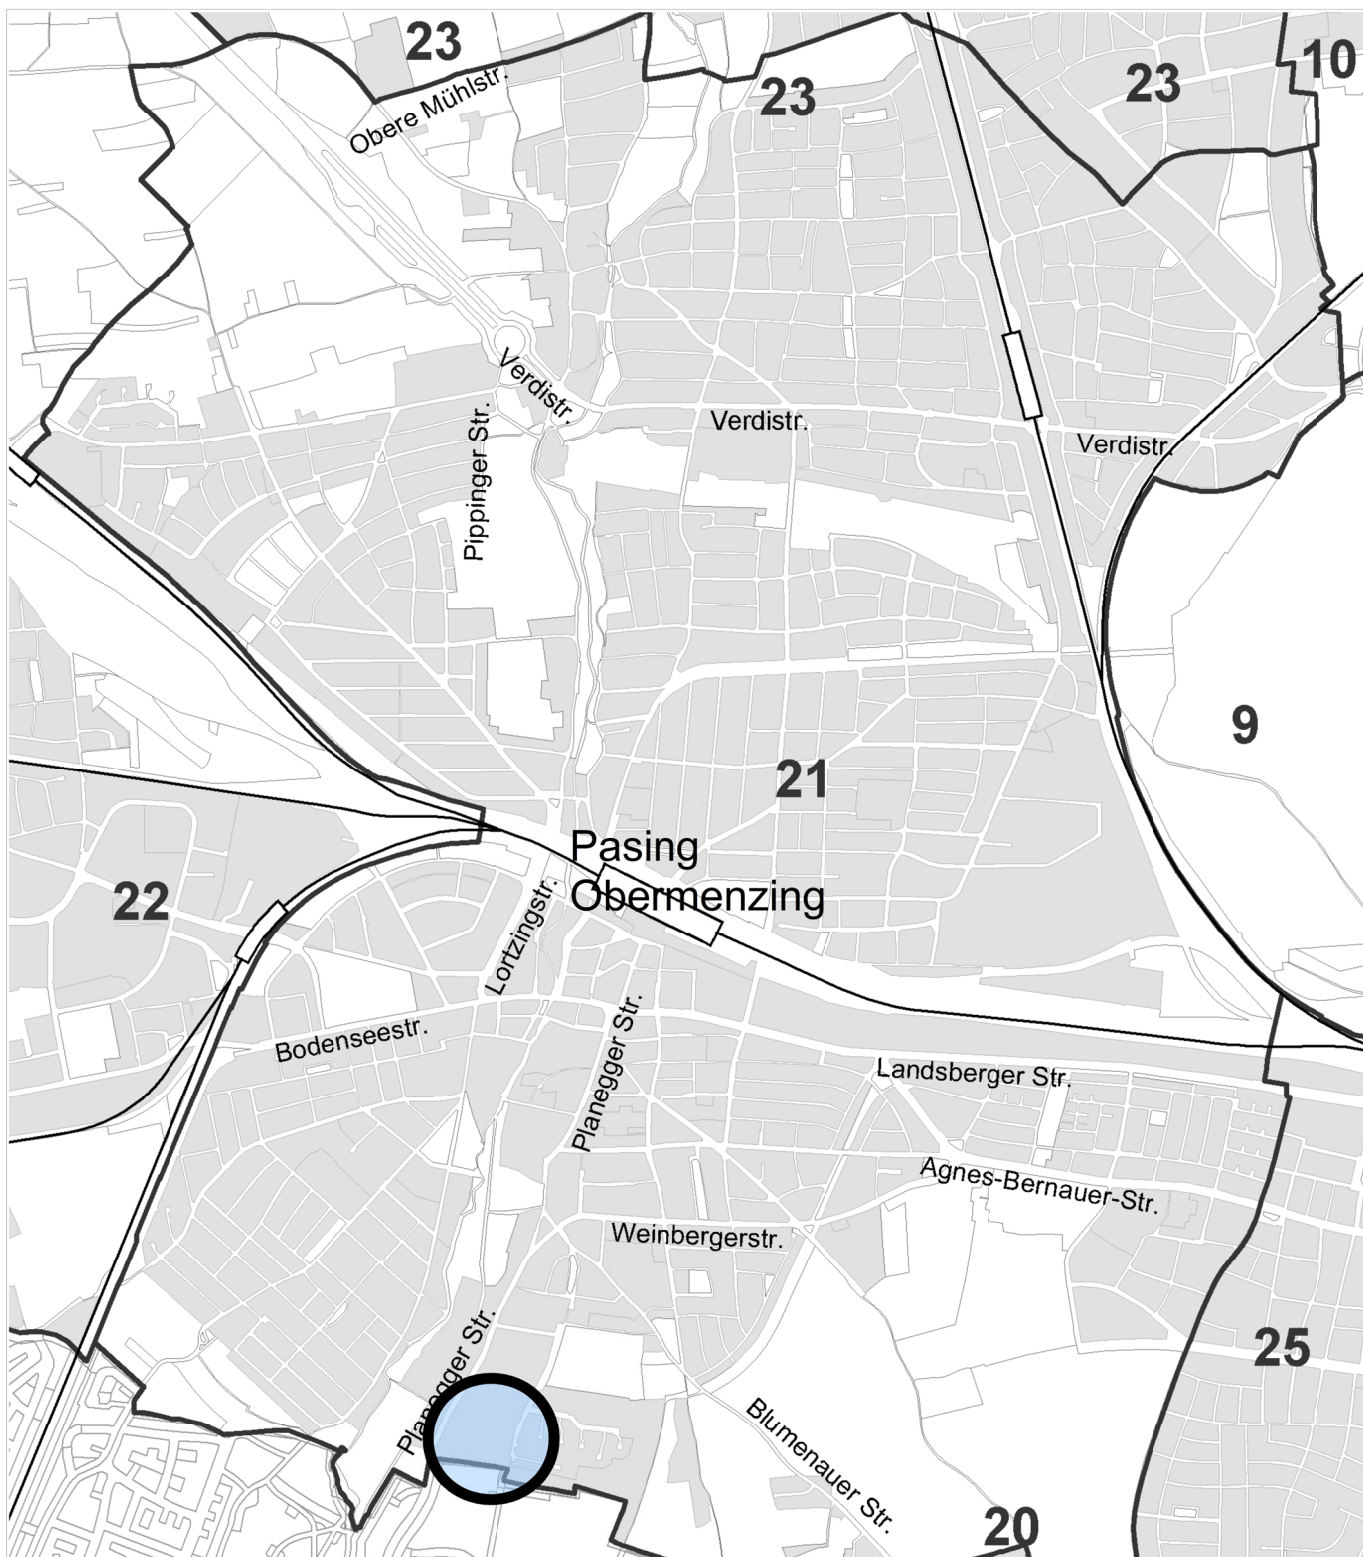 23
10
23
23
Obere Mühlstr.
Verdistr.
Verdistr.
Verdistr.
Pippinger Str.
9
21
Pasing
Obermenzing
22
Lortzingstr.
Bodenseestr.
Planegger Str.
Landsberger Str.
Agnes-Bernauer-Str.
Weinbergerstr.
Planegger Str.
25
Blumenauer Str.
20